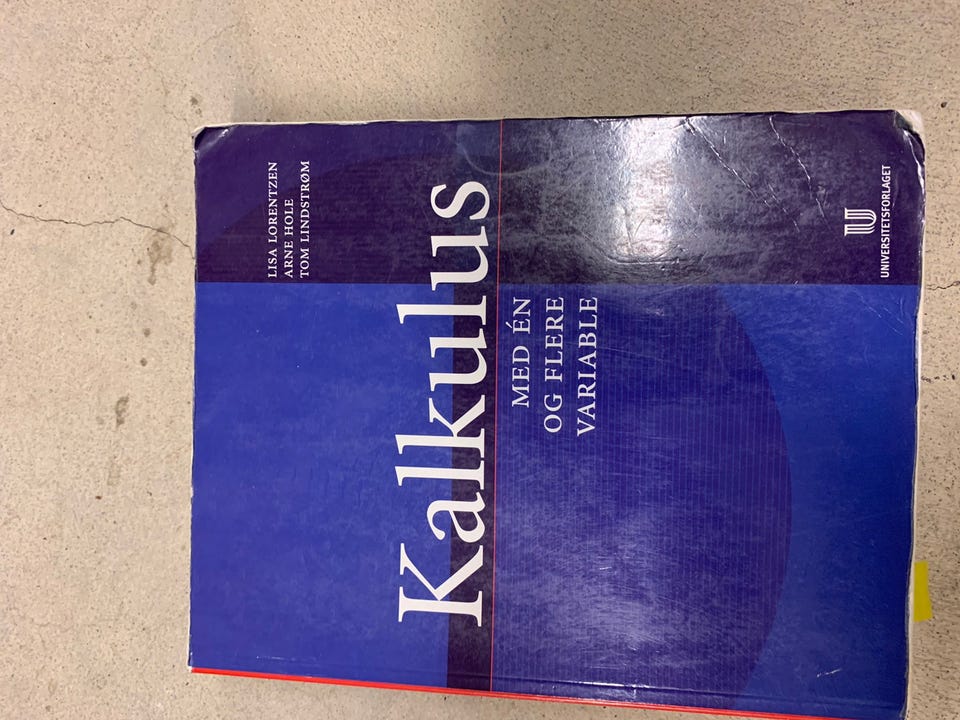 LISA LORENTZEN
ARNE HOLE
TOM LINDSTRØM
Kalkulus
MED ÉN
OG FLERE
VARIABLE
UNIVERSITETSFORLAGET